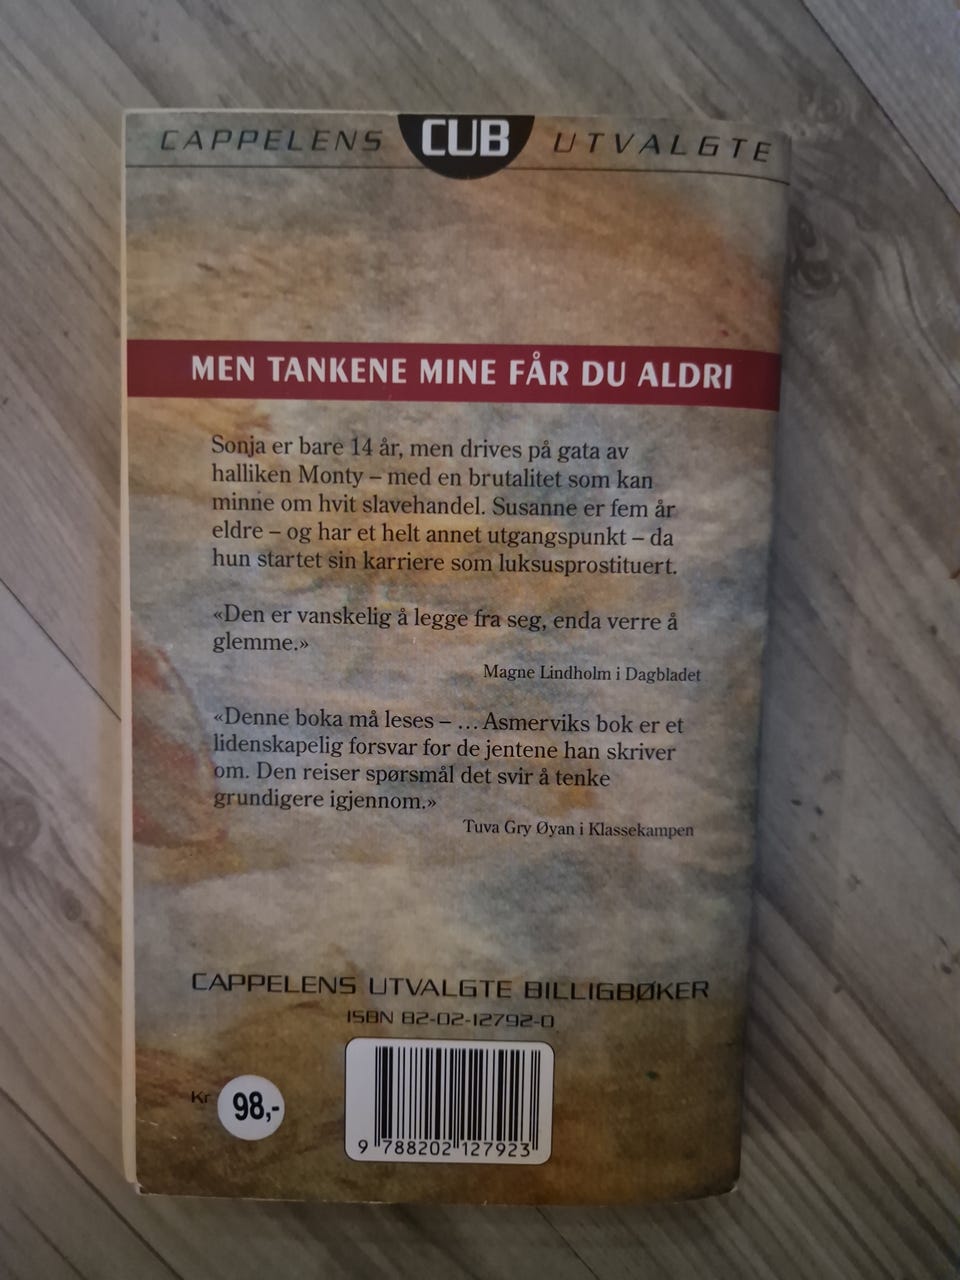 CAPPELENS CUB UTVALGTE
MEN TANKENE MINE FÅR DU ALDRI
Sonja er bare 14 år, men drives på gata av
halliken Monty – med en brutalitet som kan
minne om hvit slavehandel. Susanne er fem år
eldre – og har et helt annet utgangspunkt – da
hun startet sin karriere som luksusprostituert.
«Den er vanskelig å legge fra seg, enda verre å
glemme.»
Magne Lindholm i Dagbladet
«Denne boka må leses – … Asmerviks bok er et
lidenskapelig forsvar for de jentene han skriver
om. Den reiser spørsmål det svir å tenke
grundigere igjennom.»
Tuva Gry Øyan i Klassekampen
CAPPELENS UTVALGTE BILLIGBØKER
ISBN 82-02-12792-0
Kr 98,-
9 788202 127923